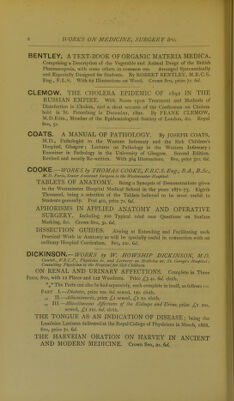 6 WORKS ON MEDICINE, SURGERY &c.
BENTLEY. A TEXT-BOOK OF ORGANIC MATERIA MEDICA.
Comprising a Description of the Vegetable and Animal Drugs of the British
Pharmacopœia, with some others in common use. Arranged Systematically
and Especially Designed for Students. By ROBERT BENTLEY, M.R.C.S.
Eng., F.L.S. With 62 Illustrations on Wood. Crown 8vo, price 7s. 6d.
CLEMOW. THE CHOLERA EPIDEMIC OF 1892 IN THE
RUSSIAN EMPIRE. With Notes upon Treatment and Methods of
Disinfection in Cholera, and a short account of the Conference on Cholera
held in St. Petersburg in December, 1892. By FRANK CLEMOW,
M.D.Edin., Member of the Epidemiological Society of London, &c. Royal
8vo,
COATS. A MANUAL OF PATHOLOGY. By JOSEPH COATS,
M.D., Pathologist to the Western Infirmary and the Sick Children's
Hospital, Glasgow; Lecturer on Pathology in the Western Infirmary;
Examiner in Pathology in the University of Glasgow. Second Edition.
Revised and mostly Re-written. With 364 Illustrations. 8vo, price 31s. 6d.
COOKE.—WORKS by THOMAS COOKE, F.R.C.S. Eng., B.A., B.Sc.,
M.D. Paris, Senior Assistant Surgeon to the Westminster Hospital.
TABLETS OF ANATOMY. Being a Synopsis of Demonstrations given
in the Westminster Hospital Medical School in the years 1871-75. Eighth
Thousand, being a selection of the Tablets believed to be most useful to
Students generally. Post 4to, price 7s. 6d.
APHORISMS IN APPLIED ANATOMY AND OPERATIVE
SURGERY. Including 100 Typical vivâ voce Questions on Surface
Marking, &c. Crown 8vo, 3s. 6d.
DISSECTION GUIDES. Aiming at Extending and Facilitating such
Practical Work in Anatomy as will be specially useful in connection with an
ordinary Hospital Curriculum. 8vo, 10s. 6d.
DICKINSON.—WORKS by W. HOWSHIP DICKINSON, M.D.
Cantab., F.R.C.P., Physician to, and Lecturer on Medicine at, St. George's Hospital;
Consulting Physician to the Hospital for Sick Children.
ON RENAL AND URINARY AFFECTIONS. Complete in Three
Parts, 8vo, with 12 Plates and 122 Woodcuts. Price £3 4s. 6d. cloth.
*** The Parts can also be had separately, each complete in itself, as follows:—
PART I.—Diabetes, price 10s. 6d. sewed, 12s. cloth.
„ II.—Albuminuria, price £1 sewed, £1 1s. cloth.
„ III.—Miscellaneous Affections of the Kidneys and Urine, price £1 10s.
sewed, £1 11s. 6d. cloth.
THE TONGUE AS AN INDICATION OF DISEASE; being the
Lumleian Lectures delivered at the Royal College of Physicians in March, 1888.
8vo, price 7s. 6d.
THE HARVEIAN ORATION ON HARVEY IN ANCIENT
AND MODERN MEDICINE. Crown 8vo, 2s. 6d.